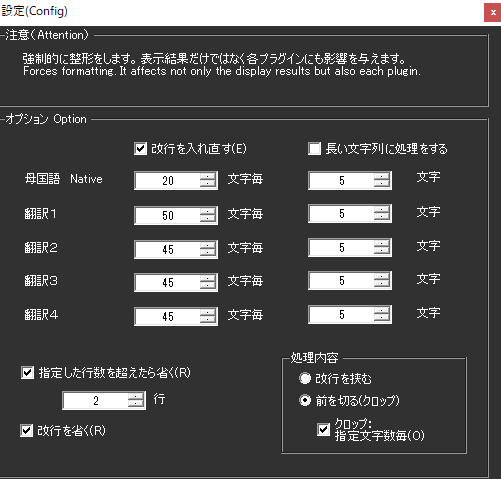 設定(Config)
x
注意(Attention)
強制的に整形をします。表示結果だけではなく各プラグインにも影響を与えます。
Forces formatting. It affects not only the display results but also each plugin.
オプション Option
改行を入れ直す(E) 長い文字列に処理をする
母国語 Native 20 文字毎 5 文字
翻訳1 50 文字毎 5 文字
翻訳2 45 文字毎 5 文字
翻訳3 45 文字毎 5 文字
翻訳4 45 文字毎 5 文字
指定した行数を超えたら省く(R)
2 行
改行を省く(R)
処理内容
改行を挟む
前を切る(クロップ)
クロップ:
指定文字数毎(O)